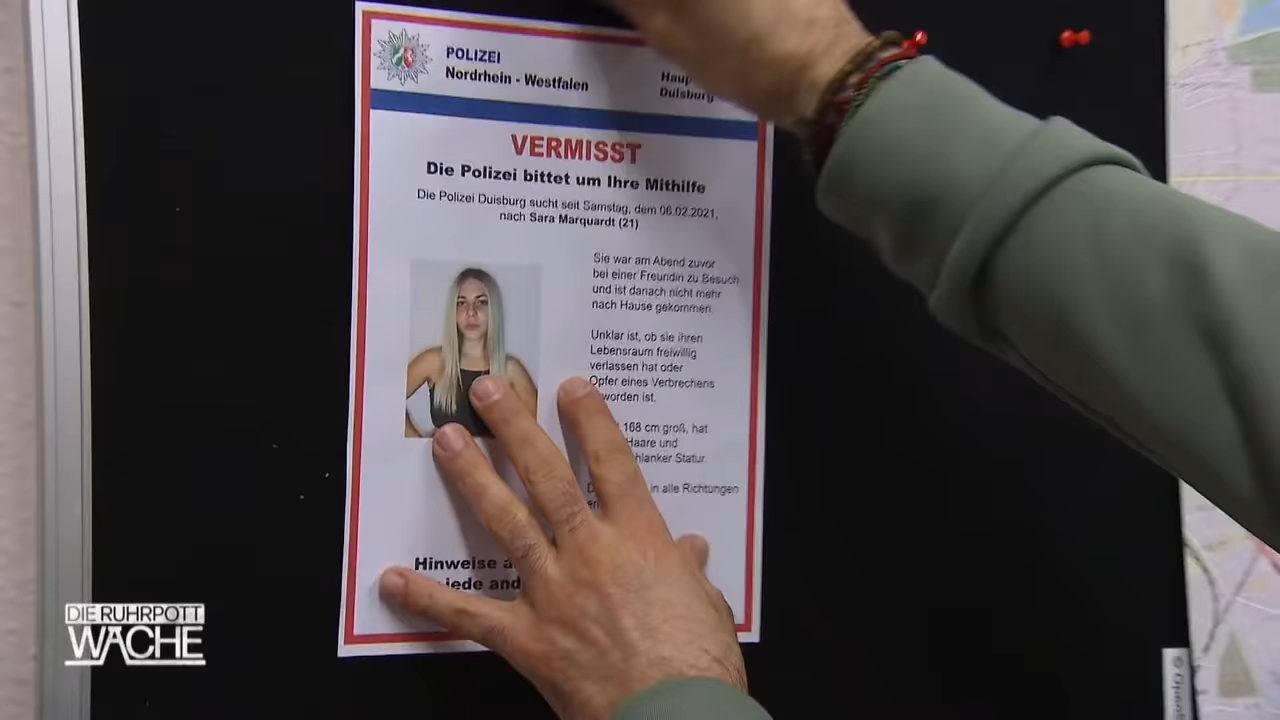 POLIZEI
Nordrhein - Westfalen
Duisburg
VERMISST
Die Polizei bittet um Ihre Mithilfe
Die Polizei Duisburg sucht seit Samstag, dem 06.02.2021,
nach Sara Marquardt (21)
Sie war am Abend zuvor
bei einer Freundin zu Besuch
und ist danach nicht mehr
nach Hause gekommen.
Unklar ist, ob sie ihren
Lebensraum freiwillig
verlassen hat oder
Opfer eines Verbrechens
worden ist.
168 cm groß, hat
Haare und
Statur.
in alle Richtungen
Hinweise
DIE RUHRPOTT
WACHE